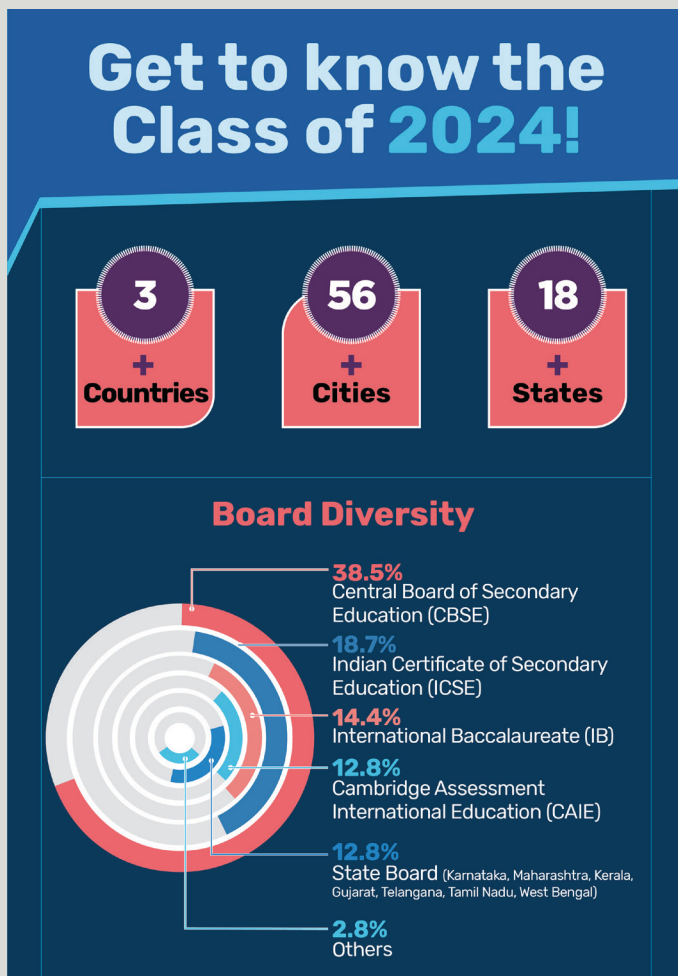 Get to know the
Class of 2024!
3
+
Countries
56
+
Cities
18
+
States
Board Diversity
38.5%
Central Board of Secondary
Education (CBSE)
18.7%
Indian Certificate of Secondary
Education (ICSE)
14.4%
International Baccalaureate (IB)
12.8%
Cambridge Assessment
International Education (CAIE)
12.8%
State Board (Karnataka, Maharashtra, Kerala,
Gujarat, Telangana, Tamil Nadu, West Bengal)
2.8%
Others